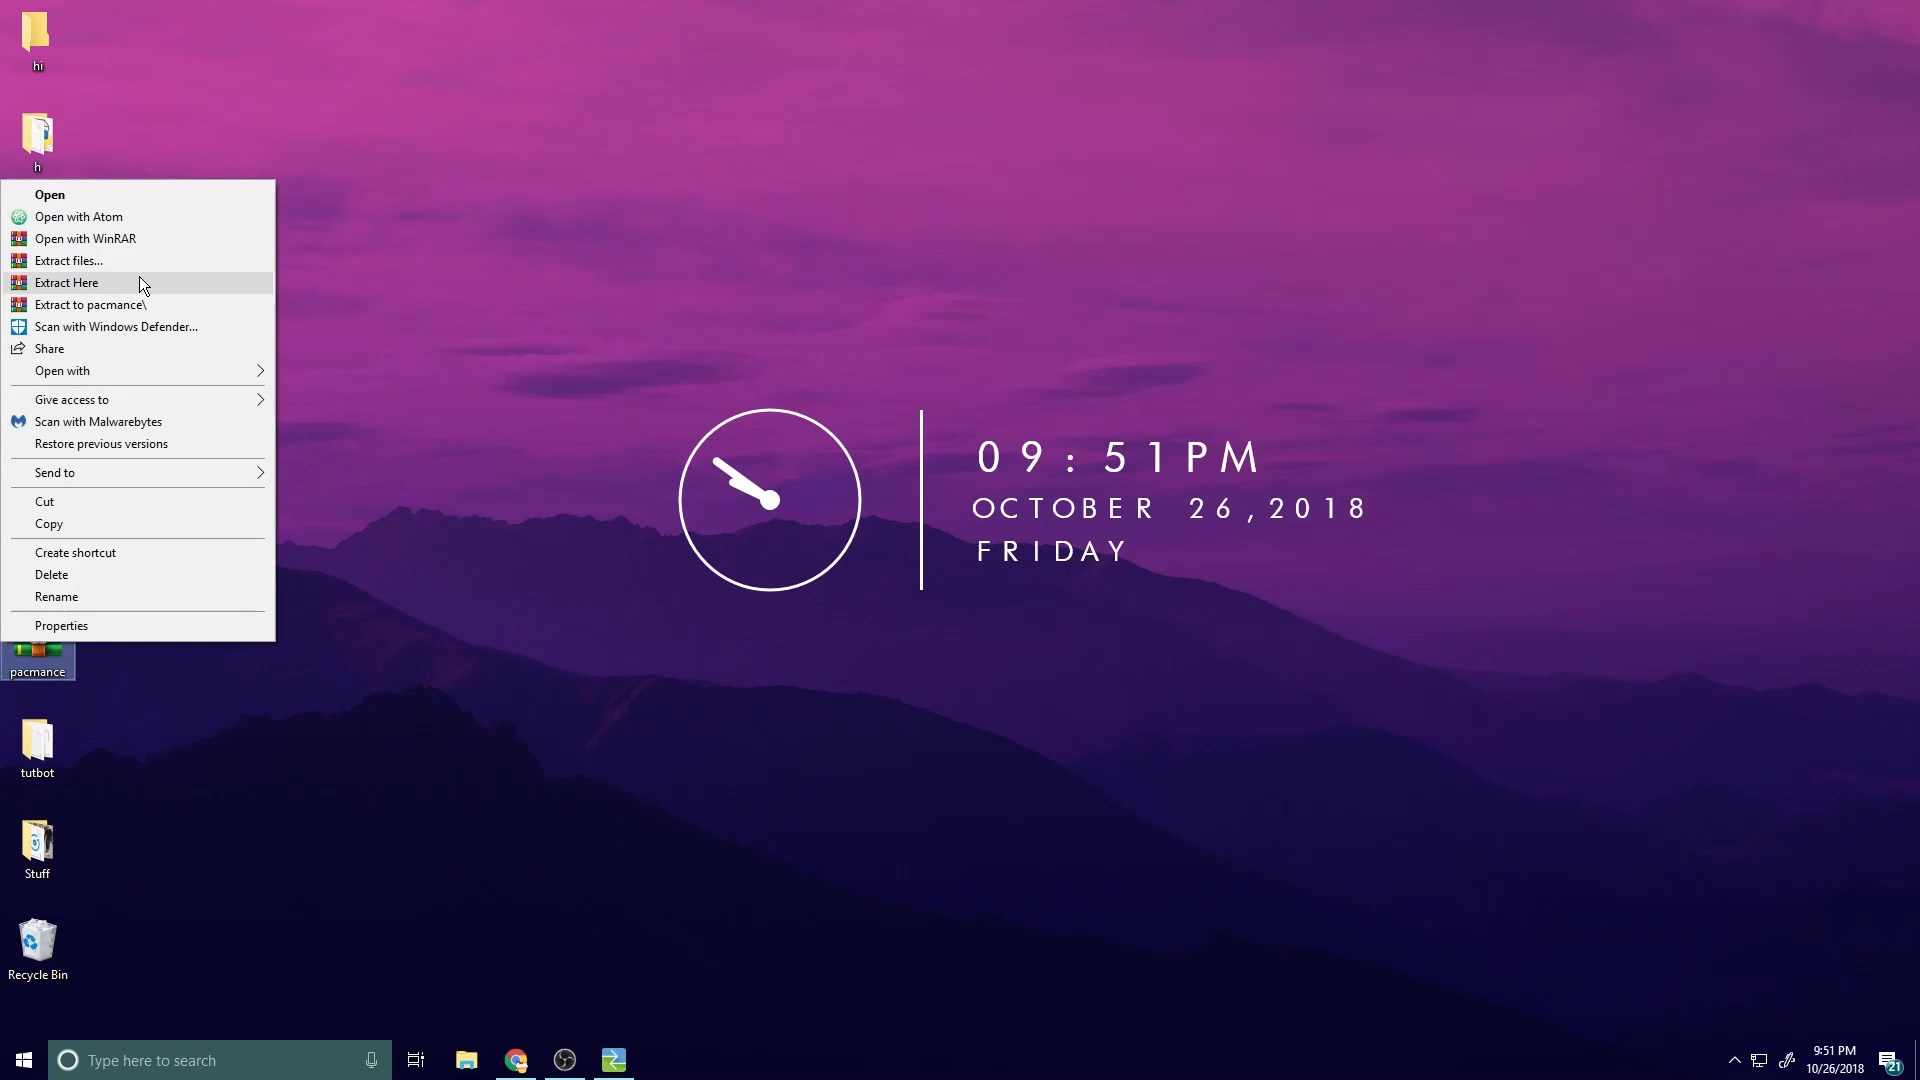 hi
h
Open
Open with Atom
Open with WinRAR
Extract files...
Extract Here
Extract to pacmance\
Scan with Windows Defender...
Share
Open with
Give access to
Scan with Malwarebytes
Restore previous versions
Send to
Cut
Copy
Create shortcut
Delete
Rename
Properties
pacmance
tutbot
Stuff
Recycle Bin
09:51PM
OCTOBER 26,2018
FRIDAY
Type here to search
9:51 PM
10/26/2018
21